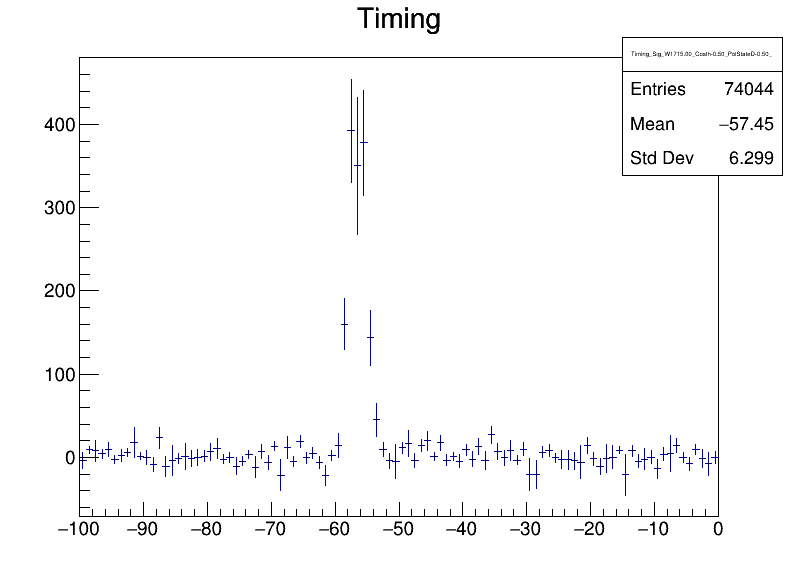 Timing
Timing_Sig_W1715.00_Costh-0.50_PolStateD-0.50_
Entries 74044
Mean −57.45
Std Dev 6.299
400
300
200
100
0
−100 −90 −80 −70 −60 −50 −40 −30 −20 −10 0